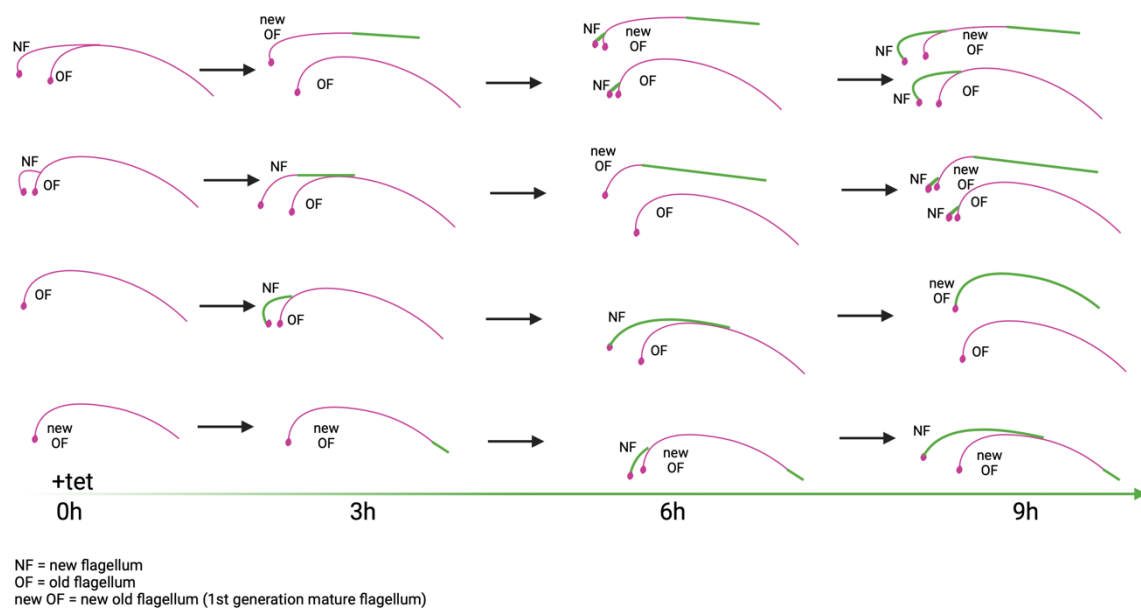 NF
OF
new
OF
OF
NF
new
OF
NF
OF
NF
new
OF
NF
OF
NF
OF
NF
OF
new
OF
OF
NF
new
OF
NF
OF
OF
NF
OF
NF
OF
new
OF
OF
new
OF
new
OF
NF
new
OF
NF
new
OF
+tet
0h
3h
6h
9h
NF = new flagellum
OF = old flagellum
new OF = new old flagellum (1st generation mature flagellum)